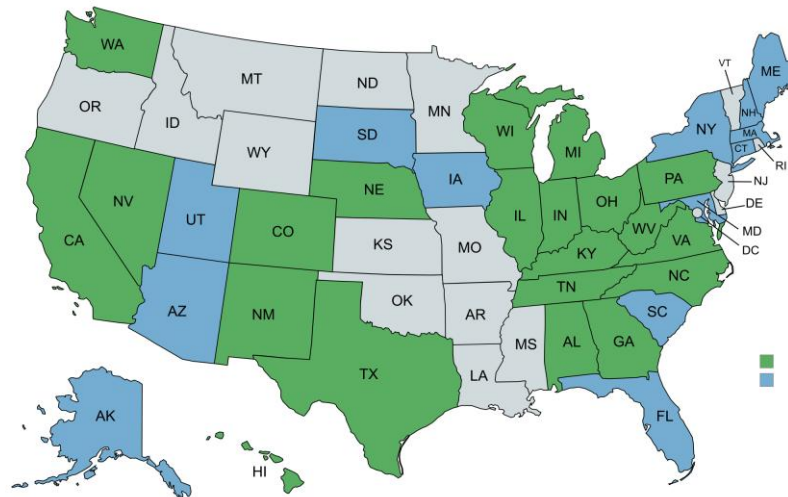 WA
MT
ND
MN
VT
ME
OR
ID
WY
SD
WI
MI
NY
NH
MA
CT
RI
NV
UT
CO
NE
IA
IL
IN
OH
PA
NJ
DE
MD
DC
CA
KS
MO
KY
WV
VA
AZ
NM
OK
AR
TN
NC
SC
TX
LA
MS
AL
GA
FL
AK
HI